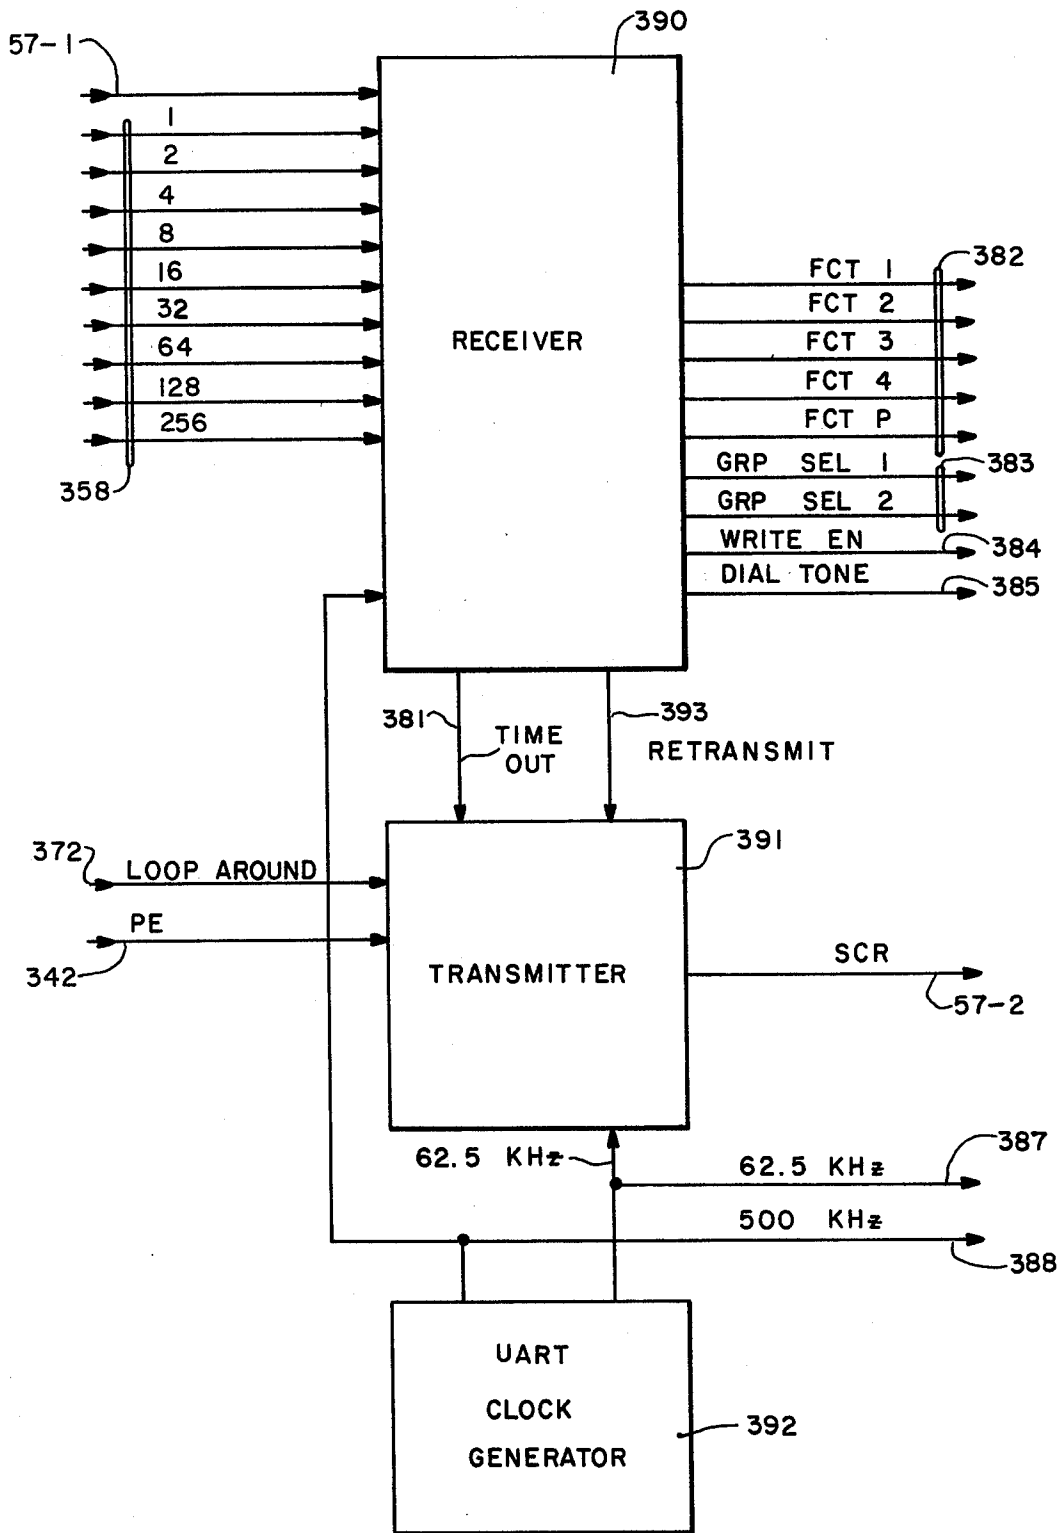 390
57-1
1
2
4
8
16
32
64
128
256
358
RECEIVER
382
FCT 1
FCT 2
FCT 3
FCT 4
FCT P
GRP SEL 1
383
GRP SEL 2
WRITE EN
384
DIAL TONE
385
381
TIME
OUT
393
RETRANSMIT
391
372
LOOP AROUND
PE
342
TRANSMITTER
SCR
57-2
62.5 KHz
62.5 KHz
387
500 KHz
388
UART
CLOCK
GENERATOR
392